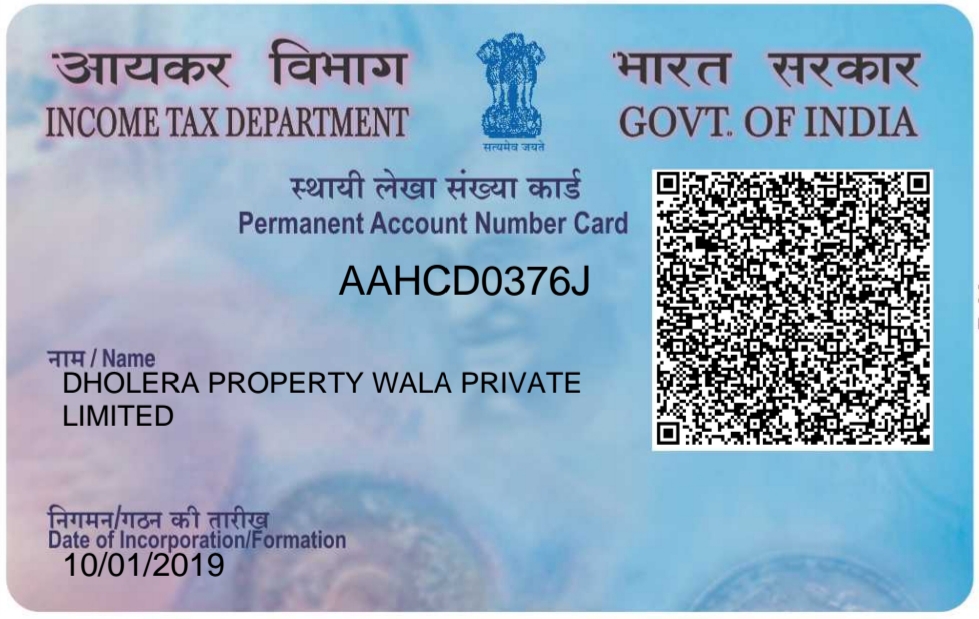 आयकर विभाग
INCOME TAX DEPARTMENT
सत्यमेव जयते
भारत सरकार
GOVT. OF INDIA
स्थायी लेखा संख्या कार्ड
Permanent Account Number Card
AAHCD0376J
नाम / Name
DHOLERA PROPERTY WALA PRIVATE
LIMITED
निगमन/गठन की तारीख
Date of Incorporation/Formation
10/01/2019